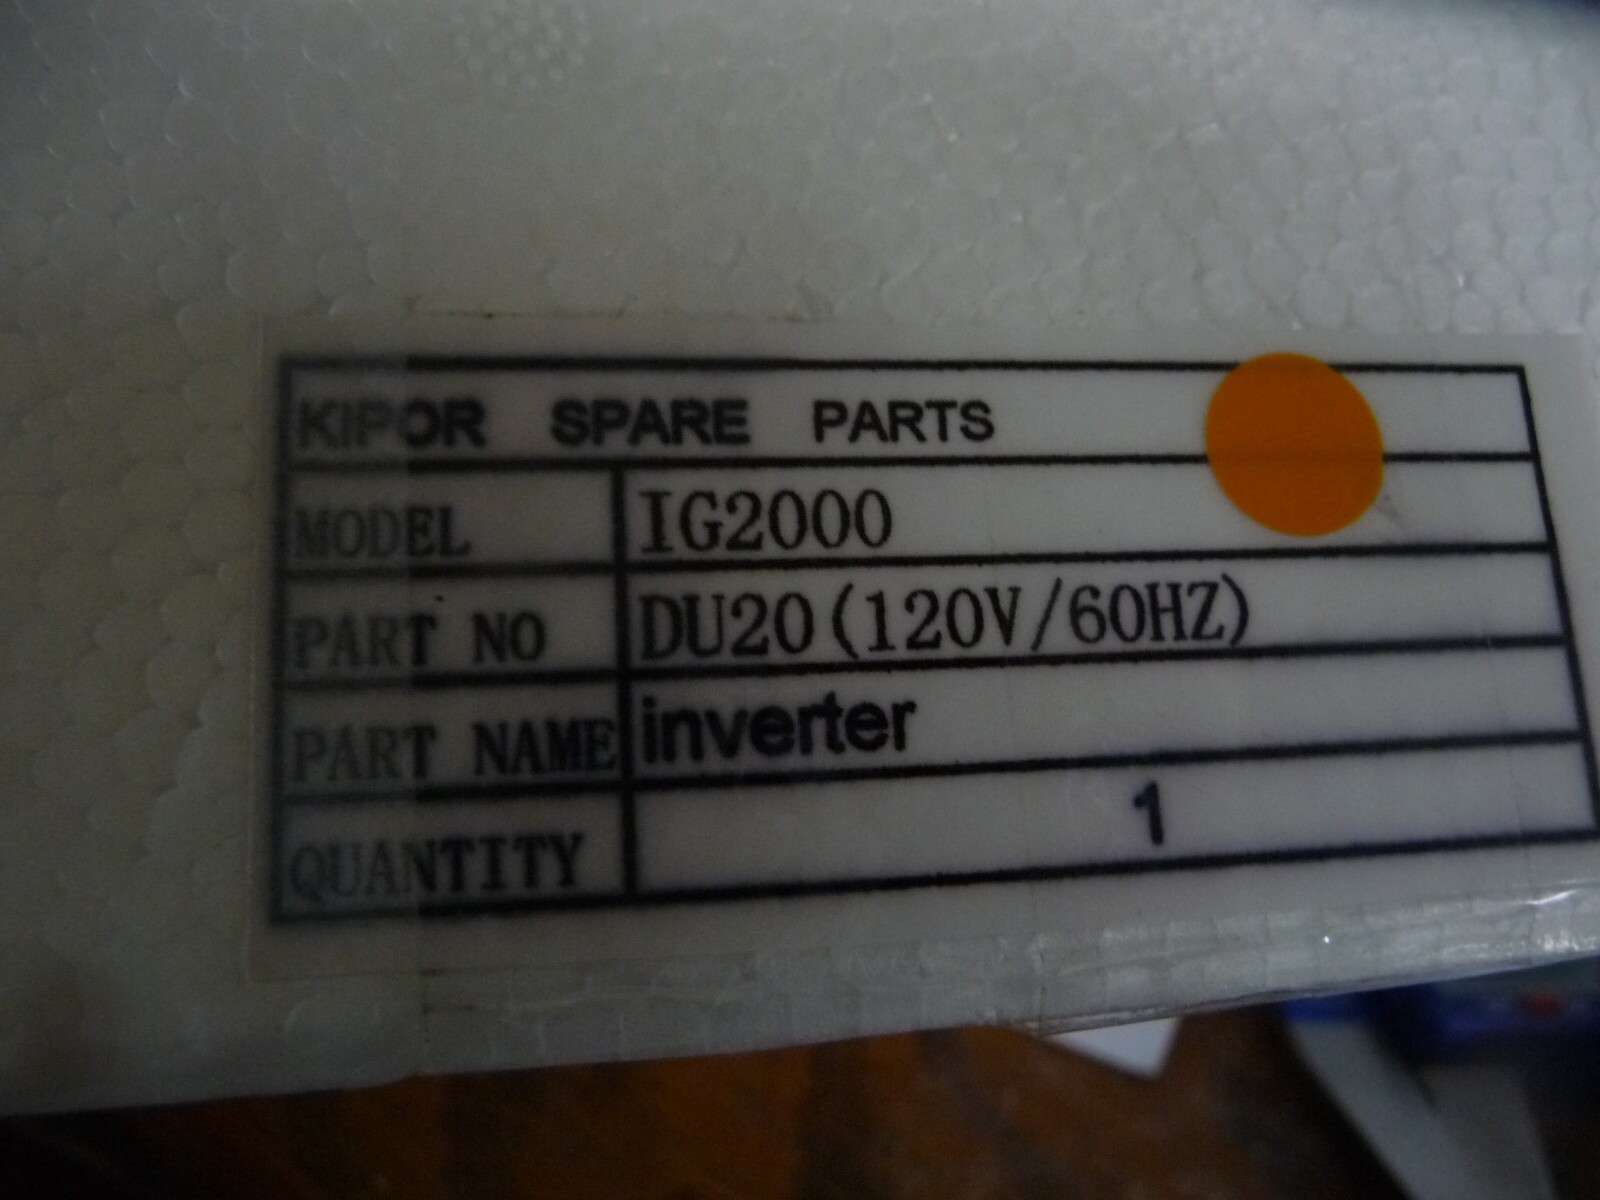 KIPOR SPARE PARTS
MODEL IG2000
PART NO DU20(120V/60HZ)
PART NAME inverter
QUANTITY 1